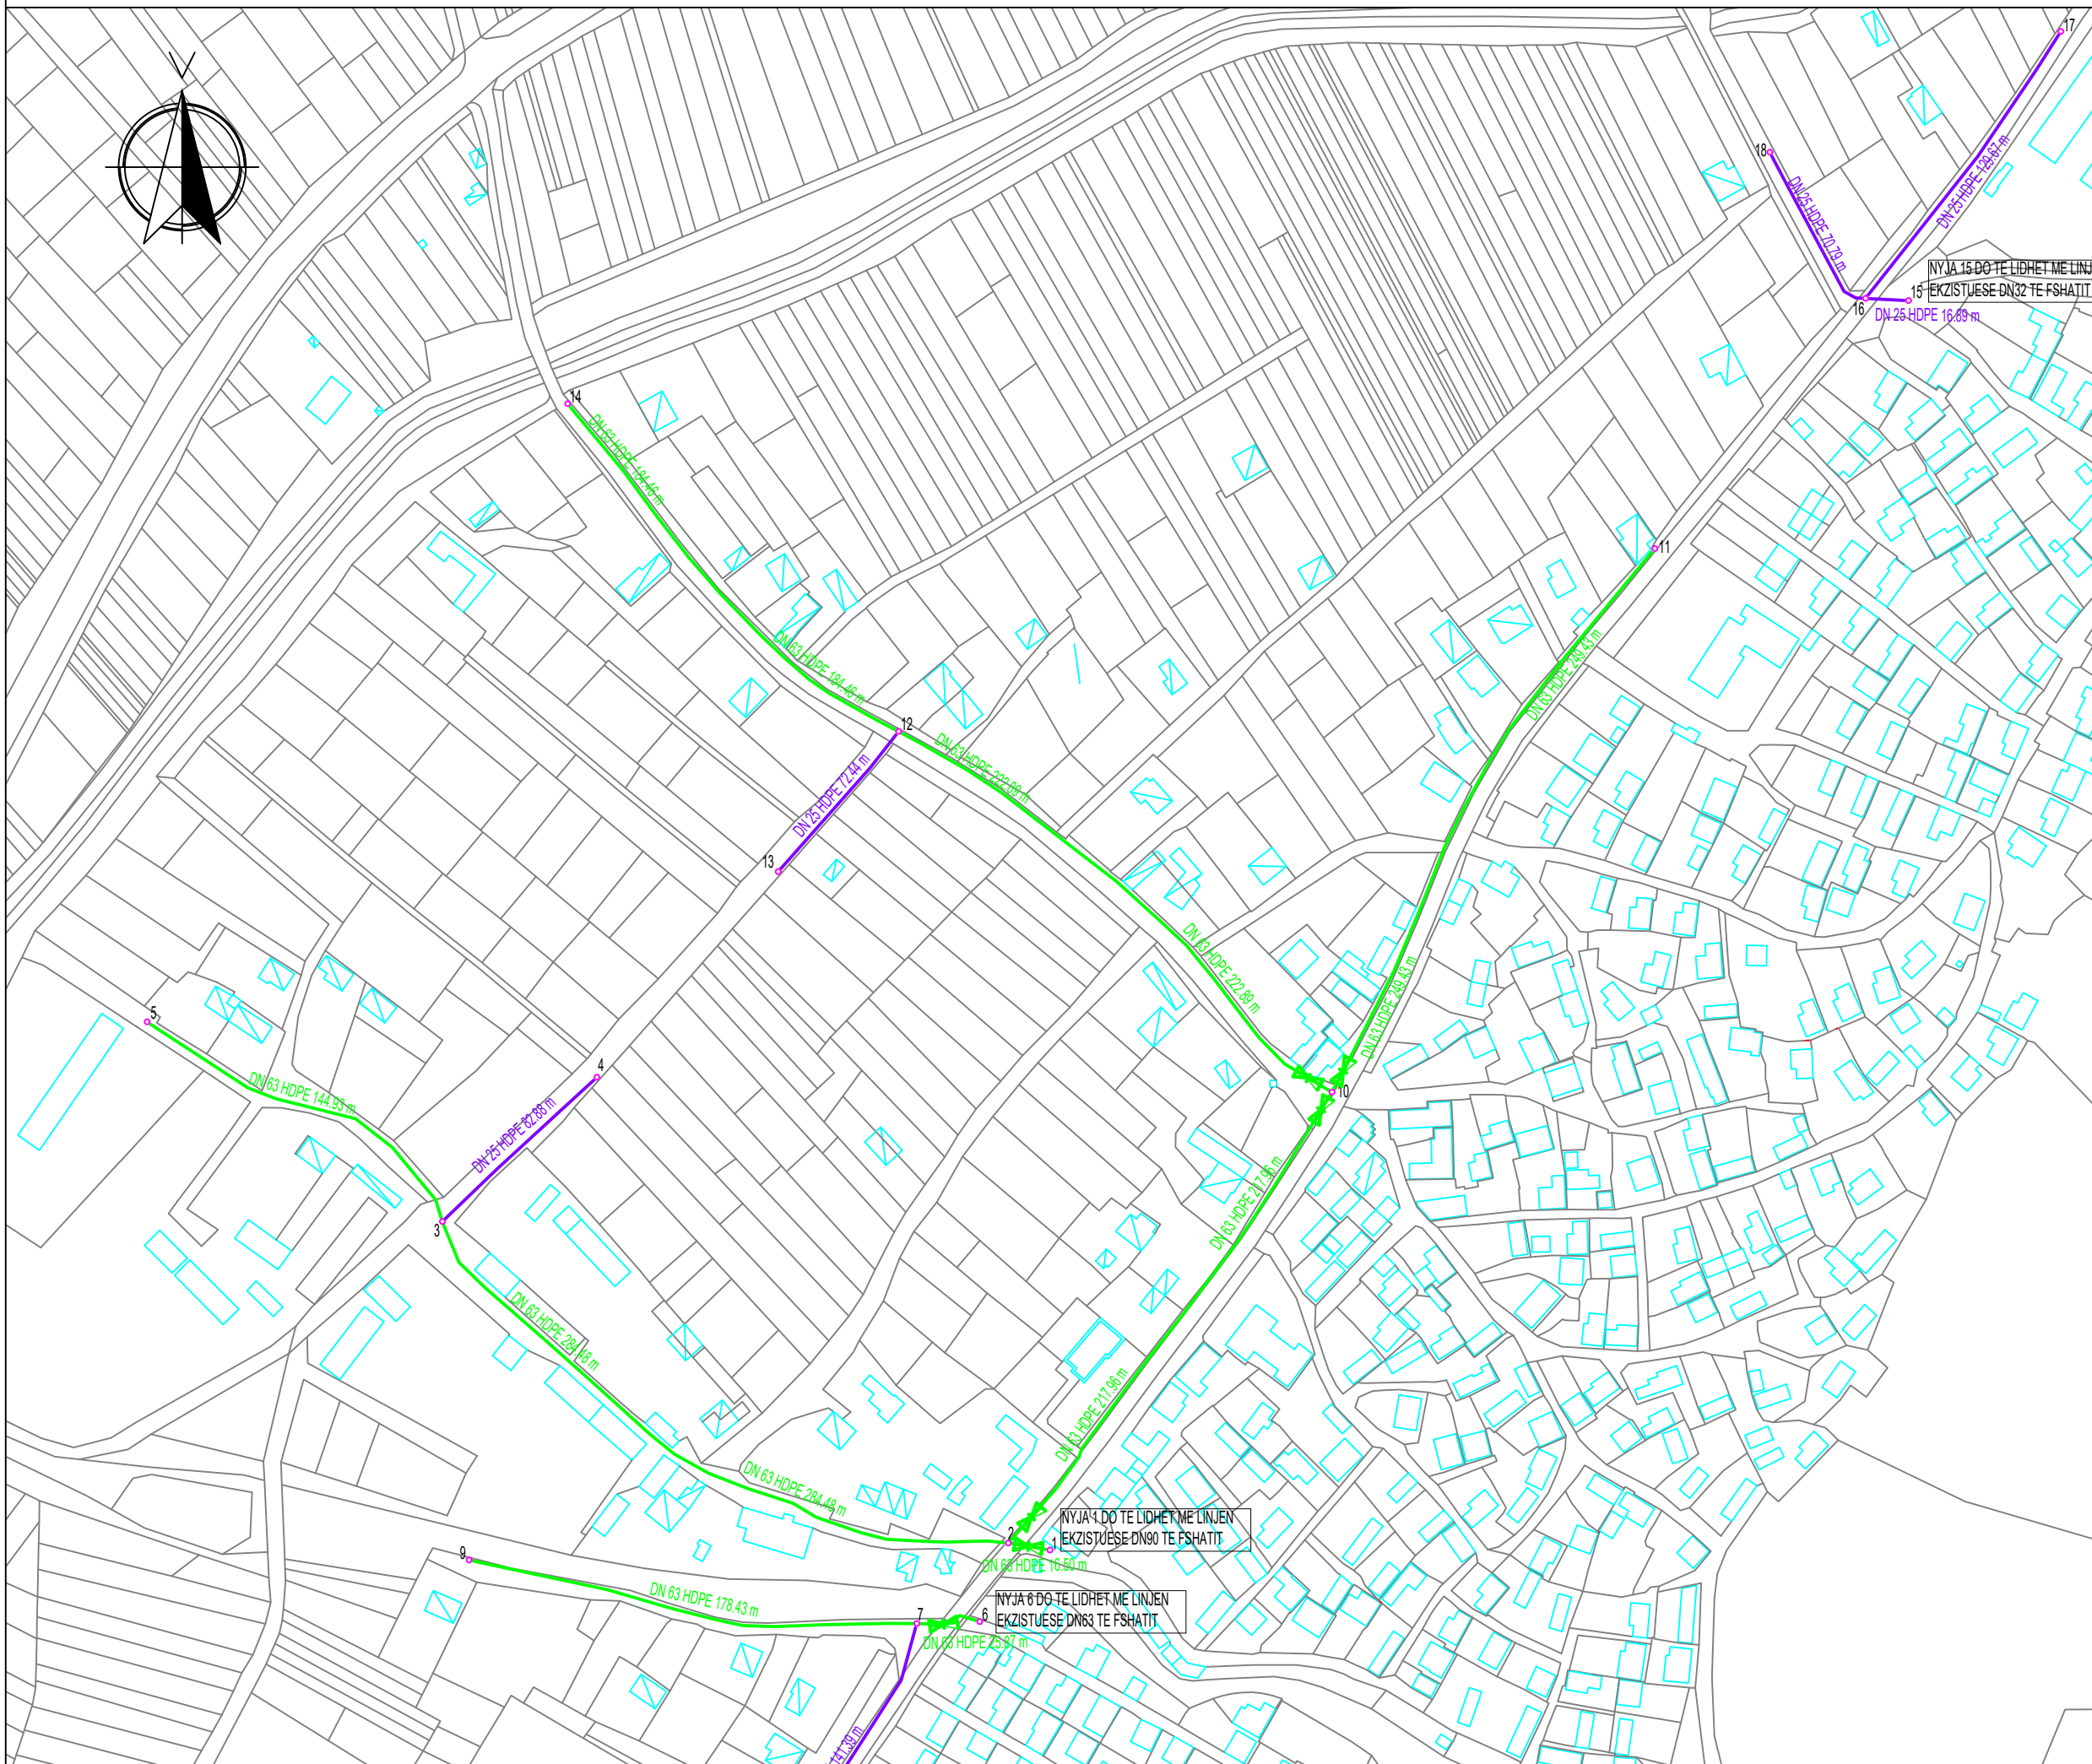 17
18
DN 25 HDPE 129.67 m
DN 25 HDPE 70.79 m
NYJA 15 DO TE LIDHET ME LINJ
EKZISTUESE DN32 TE FSHATIT
15
16
DN 25 HDPE 16.69 m
14
DN 63 HDPE 184.46 m
11
DN 63 HDPE 249.43 m
DN 63 HDPE 184.46 m
12
DN 63 HDPE 222.89 m
DN 25 HDPE 72.44 m
13
DN 63 HDPE 222.89 m
DN 63 HDPE 249.43 m
5
4
DN 63 HDPE 144.93 m
10
DN 25 HDPE 82.88 m
3
DN 63 HDPE 217.96 m
DN 63 HDPE 284.48 m
DN 63 HDPE 217.96 m
DN 63 HDPE 284.48 m
NYJA 1 DO TE LIDHET ME LINJEN
EKZISTUESE DN90 TE FSHATIT
2
1
9
DN 63 HDPE 16.50 m
DN 63 HDPE 178.43 m
NYJA 6 DO TE LIDHET ME LINJEN
EKZISTUESE DN63 TE FSHATIT
7
6
DN 63 HDPE 25.87 m
141.39 m